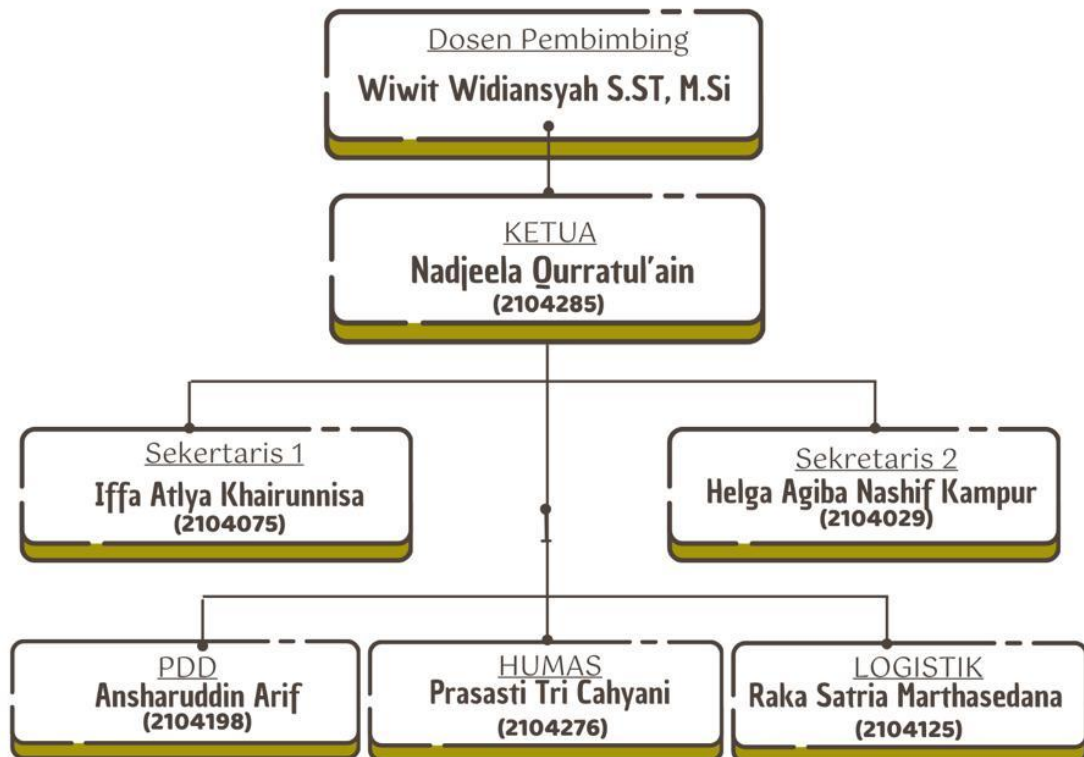 Dosen Pembimbing
Wiwit Widiansyah S.ST, M.Si
KETUA
Nadjeela Qurratul'ain
(2104285)
Sekertaris 1
Iffa Atlya Khairunnisa
(2104075)
Sekretaris 2
Helga Agiba Nashif Kampur
(2104029)
PDD
Ansharuddin Arif
(2104198)
HUMAS
Prasasti Tri Cahyani
(2104276)
LOGISTIK
Raka Satria Marthasedana
(2104125)